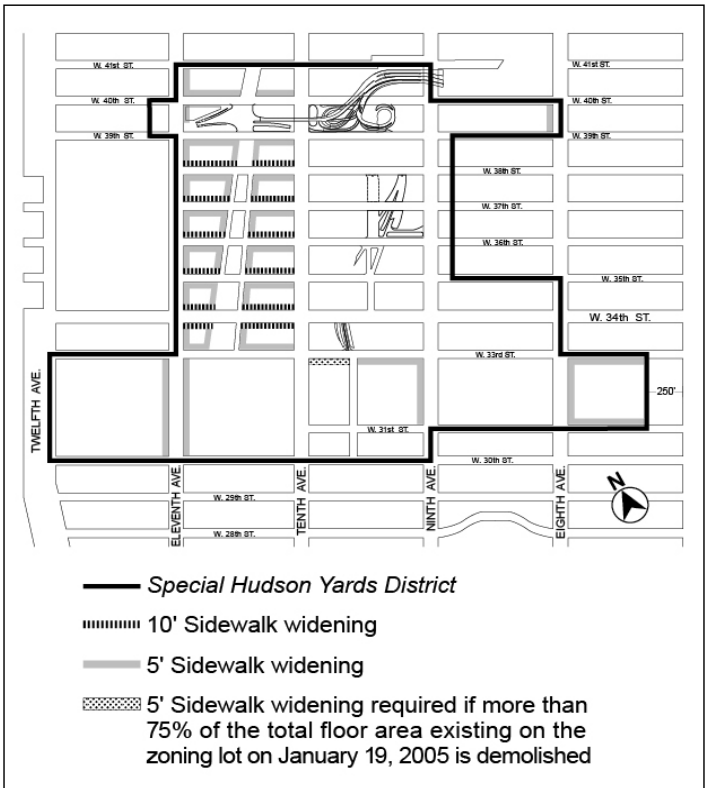 W. 41st ST.
W. 41st ST.
W. 40th ST.
W. 40th ST.
W. 39th ST.
W. 39th ST.
W. 38th ST.
W. 37th ST.
W. 36th ST.
W. 35th ST.
W. 34th ST.
W. 33rd ST.
TWELFTH AVE.
250'
W. 31st ST.
W. 30th ST.
ELEVENTH AVE.
TENTH AVE.
NINTH AVE.
EIGHTH AVE.
N
W. 29th ST.
W. 28th ST.
Special Hudson Yards District
10' Sidewalk widening
5' Sidewalk widening
5' Sidewalk widening required if more than
75% of the total floor area existing on the
zoning lot on January 19, 2005 is demolished